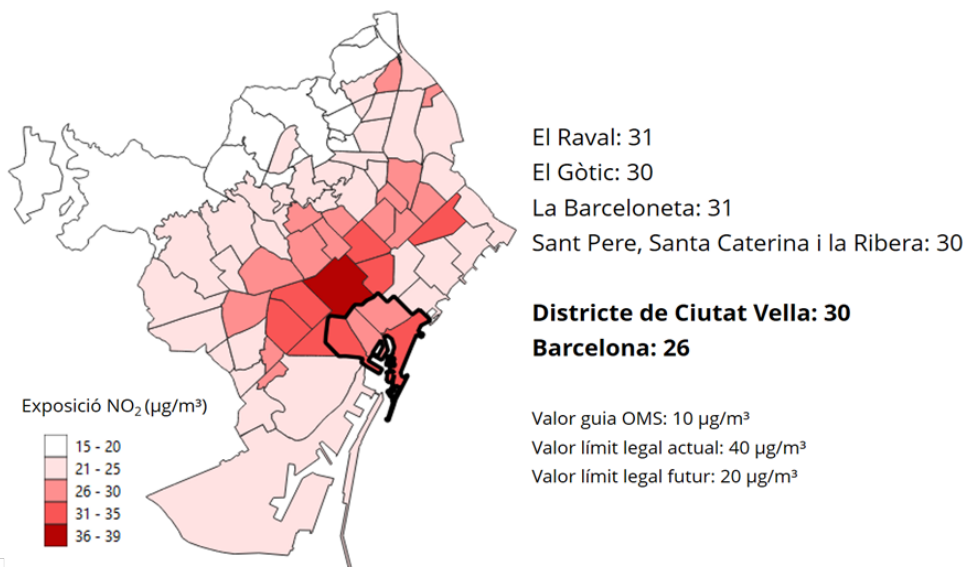 El Raval: 31
El Gòtic: 30
La Barceloneta: 31
Sant Pere, Santa Caterina i la Ribera: 30
Districte de Ciutat Vella: 30
Barcelona: 26
Valor guia OMS: 10 µg/m³
Valor límit legal actual: 40 µg/m³
Valor límit legal futur: 20 µg/m³
Exposició NO₂ (µg/m³)
15 - 20
21 - 25
26 - 30
31 - 35
36 - 39